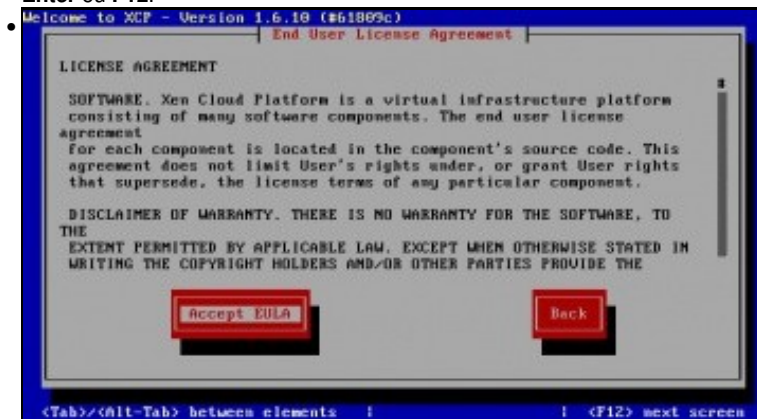 Enter ou F12.
Welcome to XCP - Version 1.6.10 (#61809c)
End User License Agreement
LICENSE AGREEMENT
SOFTWARE. Xen Cloud Platform is a virtual infrastructure platform
consisting of many software components. The end user license
agreement
for each component is located in the component's source code. This
agreement does not limit User's rights under, or grant User rights
that supersede, the license terms of any particular component.
DISCLAIMER OF WARRANTY. THERE IS NO WARRANTY FOR THE SOFTWARE, TO
THE
EXTENT PERMITTED BY APPLICABLE LAW. EXCEPT WHEN OTHERWISE STATED IN
WRITING THE COPYRIGHT HOLDERS AND/OR OTHER PARTIES PROVIDE THE
Accept EULA
Back
<Tab>/<Alt-Tab> between elements | | <F12> next screen